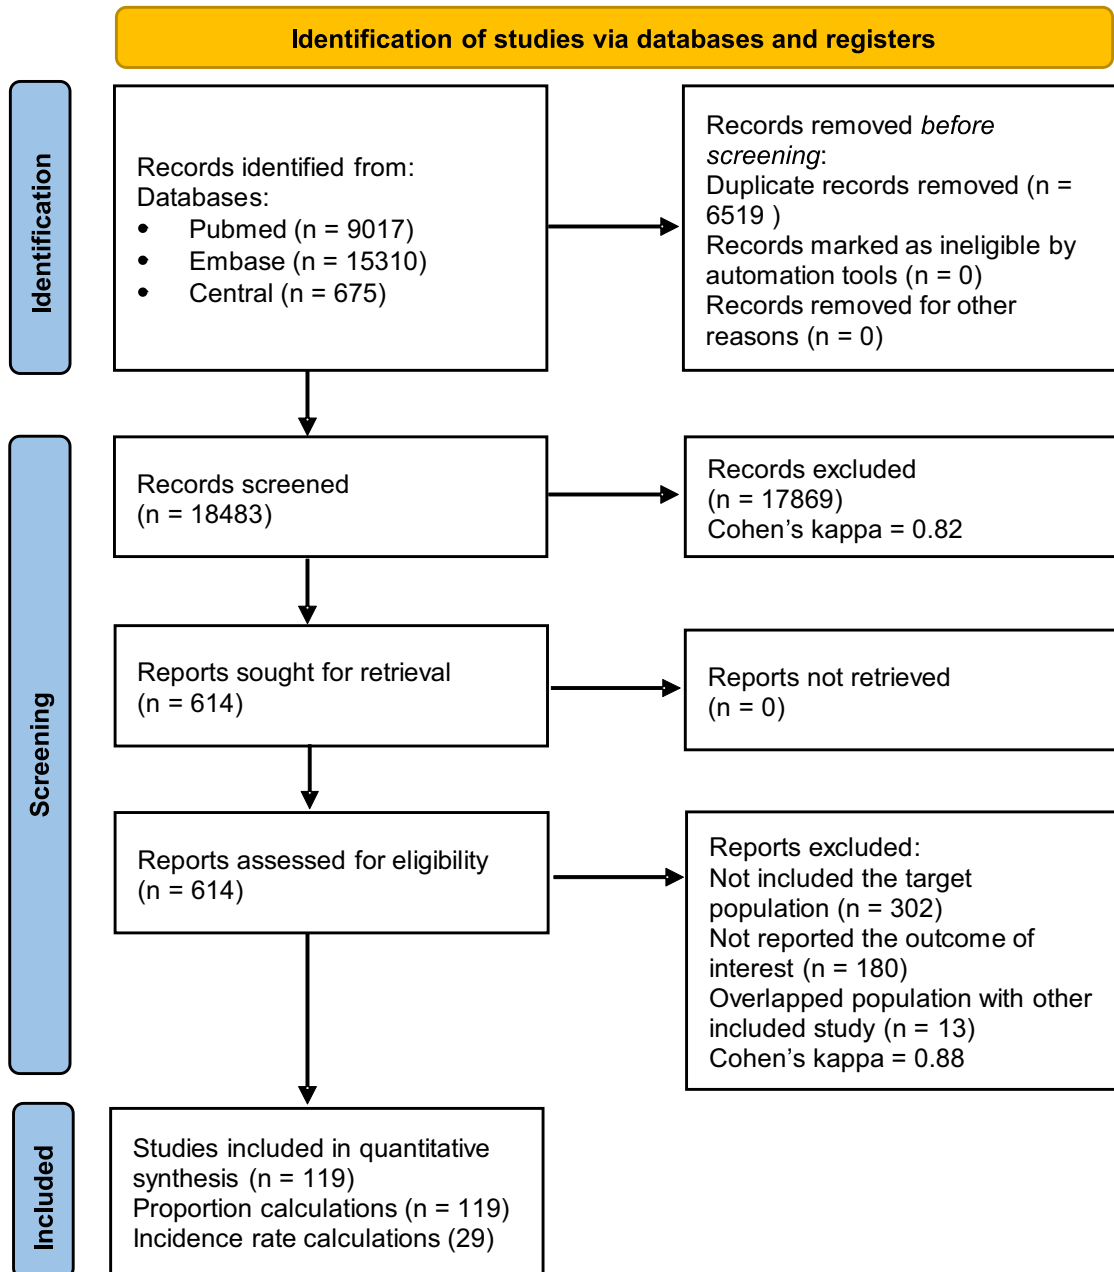 Identification of studies via databases and registers
Identification
Records identified from:
Databases:
• Pubmed (n = 9017)
• Embase (n = 15310)
• Central (n = 675)
Records removed before
screening:
Duplicate records removed (n =
6519 )
Records marked as ineligible by
automation tools (n = 0)
Records removed for other
reasons (n = 0)
Screening
Records screened
(n = 18483)
Records excluded
(n = 17869)
Cohen’s kappa = 0.82
Reports sought for retrieval
(n = 614)
Reports not retrieved
(n = 0)
Reports assessed for eligibility
(n = 614)
Reports excluded:
Not included the target
population (n = 302)
Not reported the outcome of
interest (n = 180)
Overlapped population with other
included study (n = 13)
Cohen’s kappa = 0.88
Included
Studies included in quantitative
synthesis (n = 119)
Proportion calculations (n = 119)
Incidence rate calculations (29)